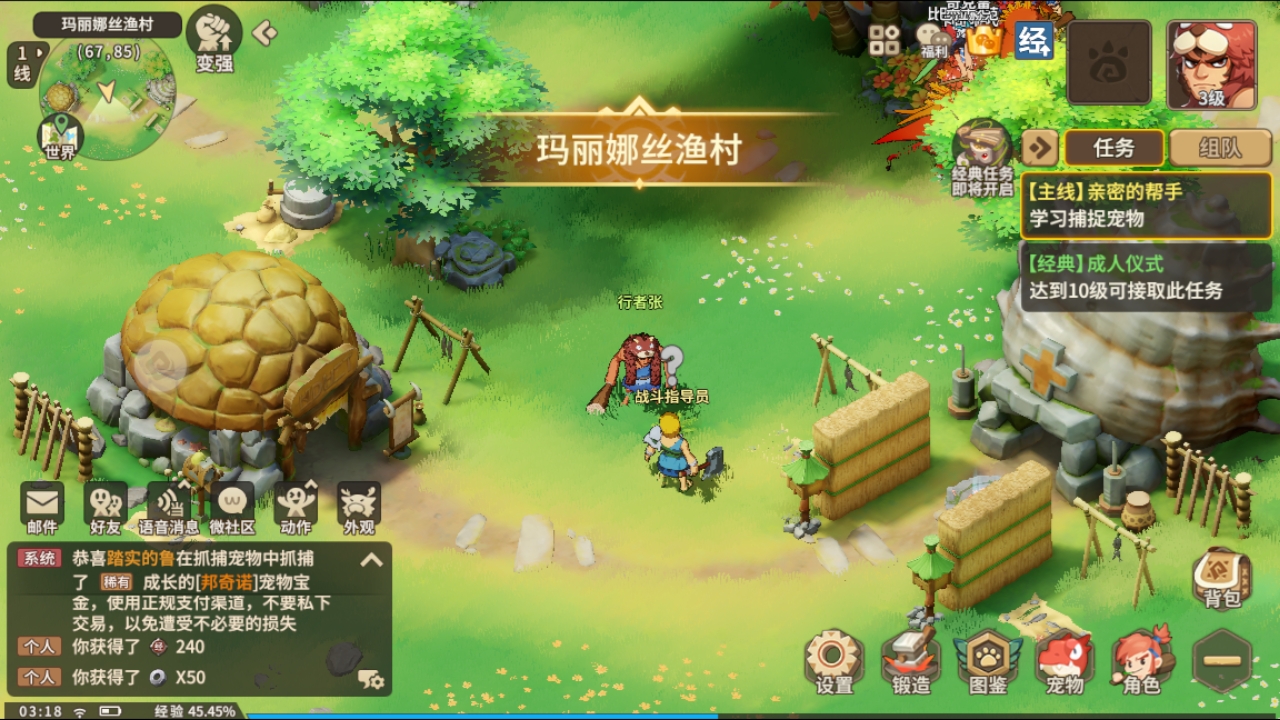 玛丽娜丝渔村
(67,85)
1
线
世界
变强
福利
经
3级
玛丽娜丝渔村
经典任务
即将开启
任务
组队
【主线】亲密的帮手
学习捕捉宠物
【经典】成人仪式
达到10级可接取此任务
行者张
战斗指导员
邮件
好友
语音消息
当
微社区
动作
外观
系统 恭喜踏实的鲁在抓捕宠物中抓捕
了 稀有 成长的[邦奇诺]宠物宝
金，使用正规支付渠道，不要私下
交易，以免遭受不必要的损失
个人 你获得了 240
个人 你获得了 X50
背包
设置
锻造
图鉴
宠物
角色
03:18
经验 45.45%